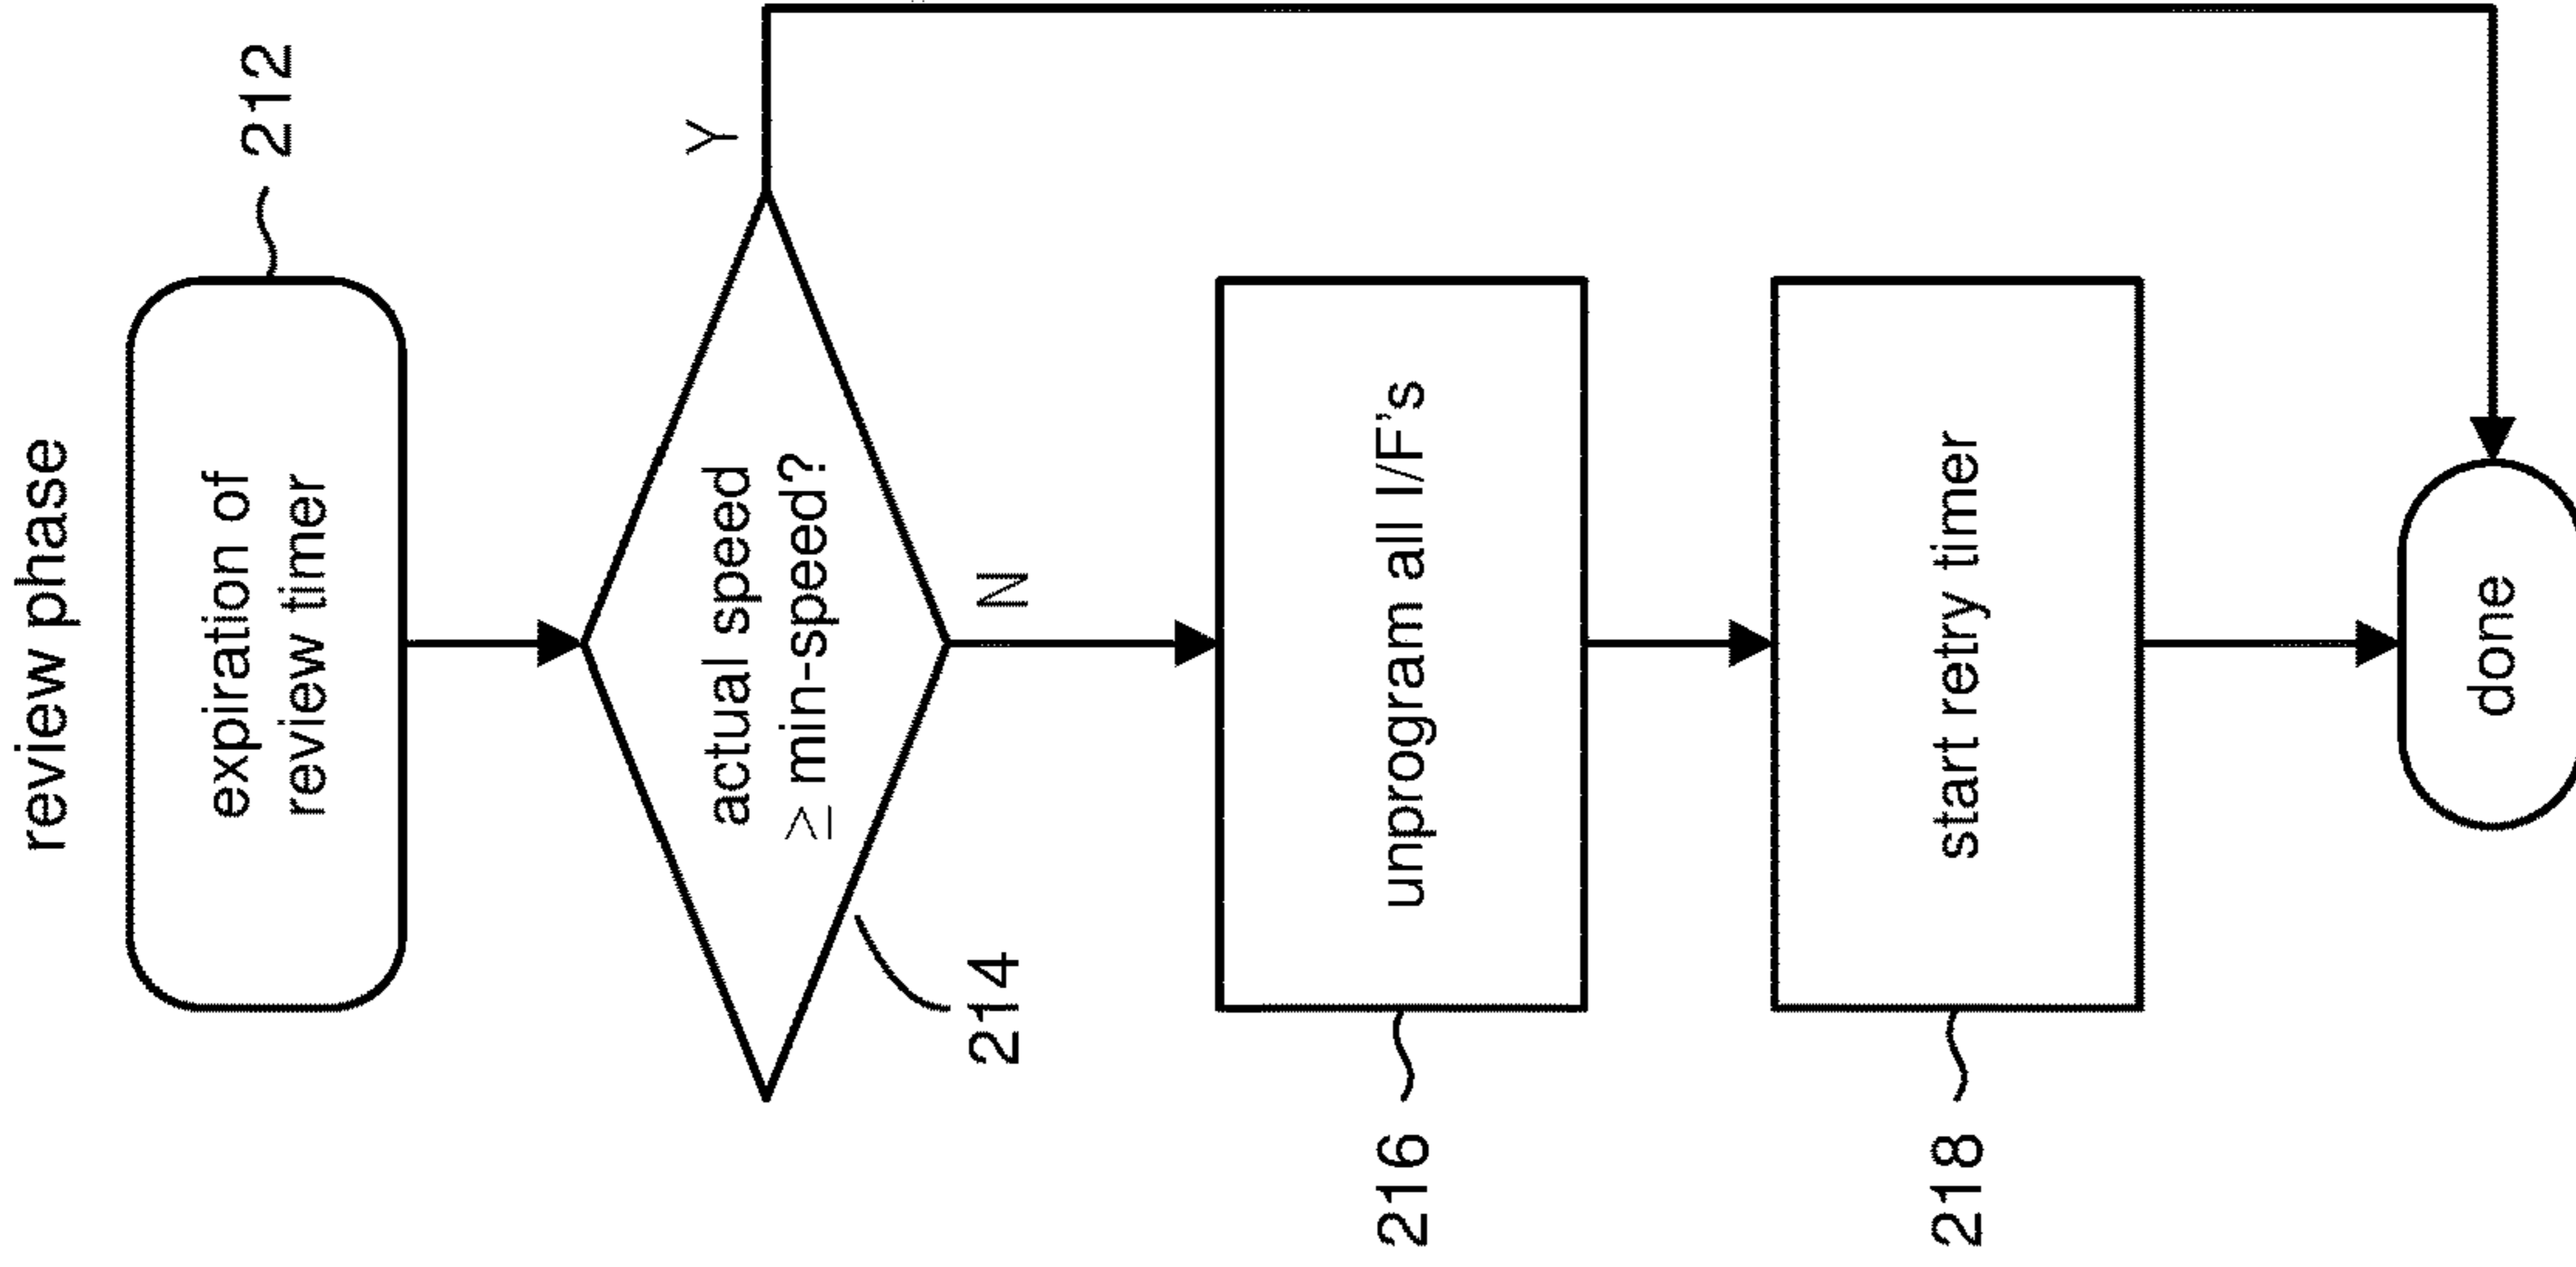 review phase
expiration of
review timer
212
actual speed
≥ min-speed?
Y
N
214
unprogram all I/F's
216
start retry timer
218
done